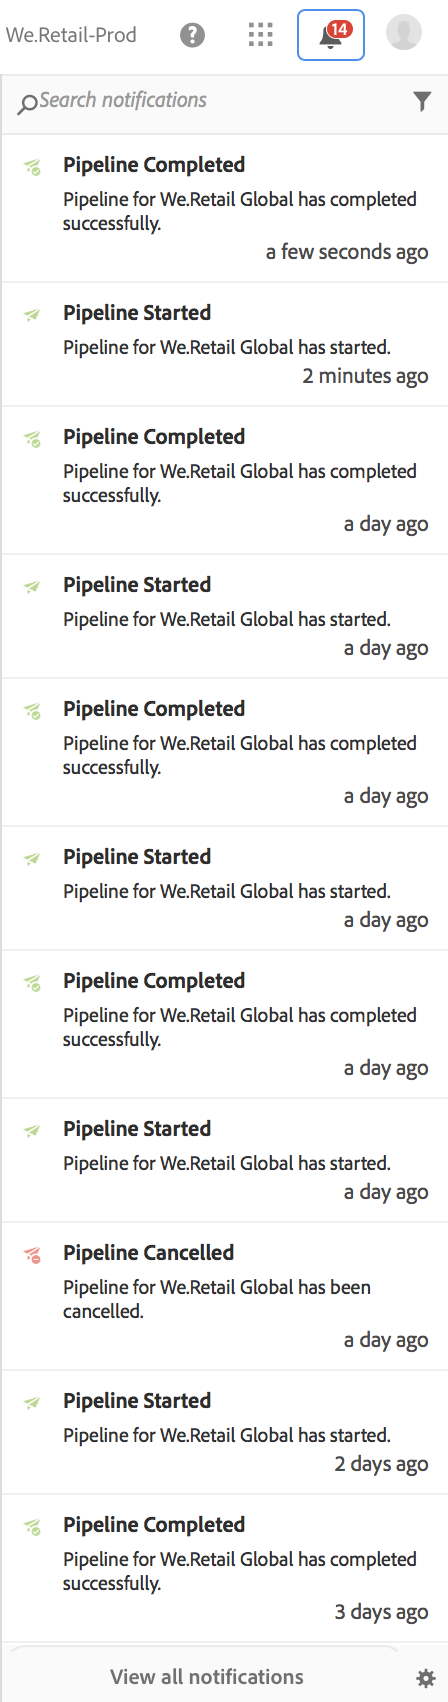 We.Retail-Prod
14
Search notifications
Pipeline Completed
Pipeline for We.Retail Global has completed
successfully.
a few seconds ago
Pipeline Started
Pipeline for We.Retail Global has started.
2 minutes ago
Pipeline Completed
Pipeline for We.Retail Global has completed
successfully.
a day ago
Pipeline Started
Pipeline for We.Retail Global has started.
a day ago
Pipeline Completed
Pipeline for We.Retail Global has completed
successfully.
a day ago
Pipeline Started
Pipeline for We.Retail Global has started.
a day ago
Pipeline Completed
Pipeline for We.Retail Global has completed
successfully.
a day ago
Pipeline Started
Pipeline for We.Retail Global has started.
a day ago
Pipeline Cancelled
Pipeline for We.Retail Global has been
cancelled.
a day ago
Pipeline Started
Pipeline for We.Retail Global has started.
2 days ago
Pipeline Completed
Pipeline for We.Retail Global has completed
successfully.
3 days ago
View all notifications